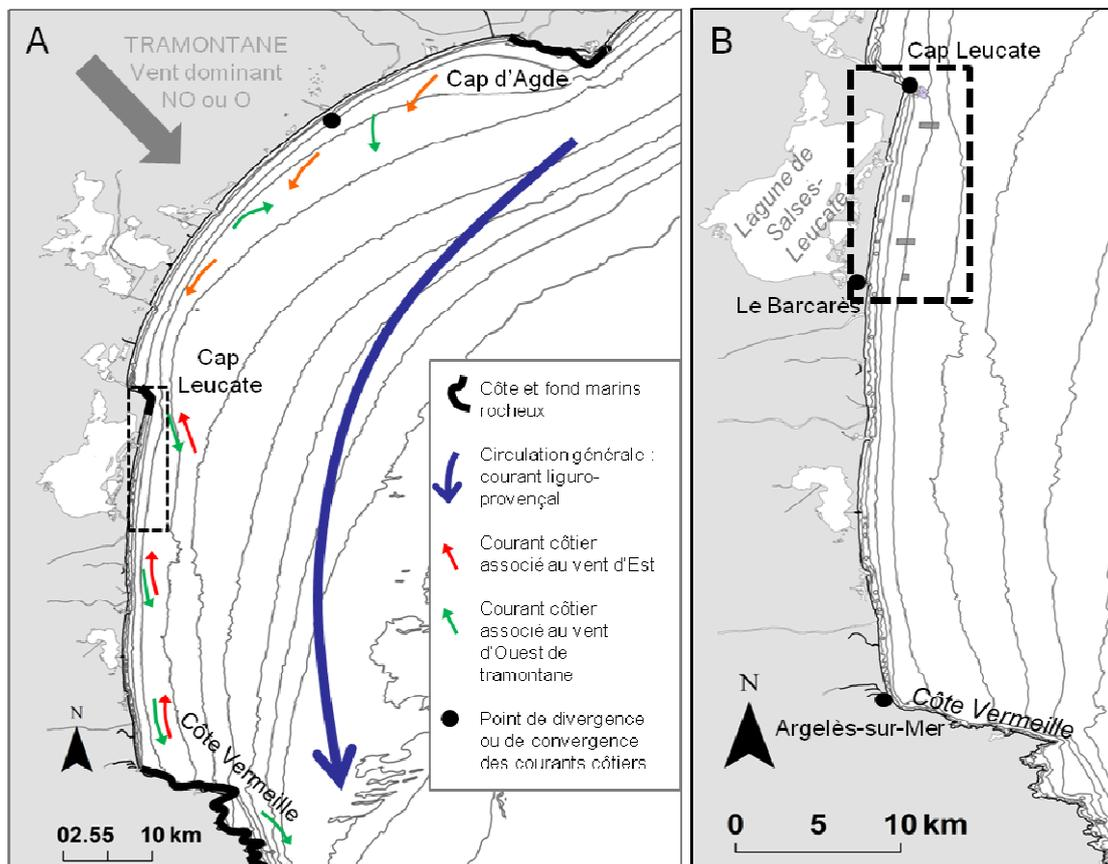 A
TRAMONTANE
Vent dominant
NO ou O
Cap d'Agde
Cap
Leucate
Côte et fond marins
rocheux
Circulation générale :
courant liguro-
provençal
Courant côtier
associé au vent d'Est
Courant côtier
associé au vent
d'Ouest de
tramontane
Point de divergence
ou de convergence
des courants côtiers
N
Côte Vermeille
02.55 10 km
B
Cap Leucate
Lagune de
Salses-
Leucate
Le Barcarès
N
Côte Vermeille
Argelès-sur-Mer
0 5 10 km